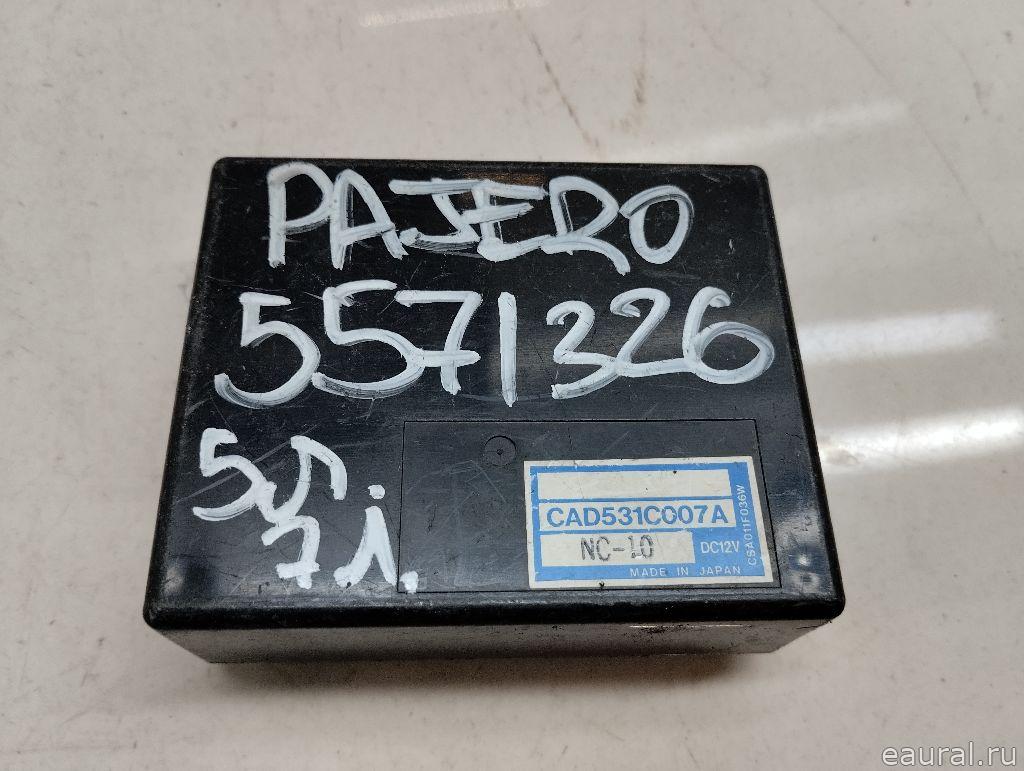 PAJERO
5571326
CAD531C007A
NC-10
DC12V
MADE IN JAPAN
CSA011F036W
eaural.ru